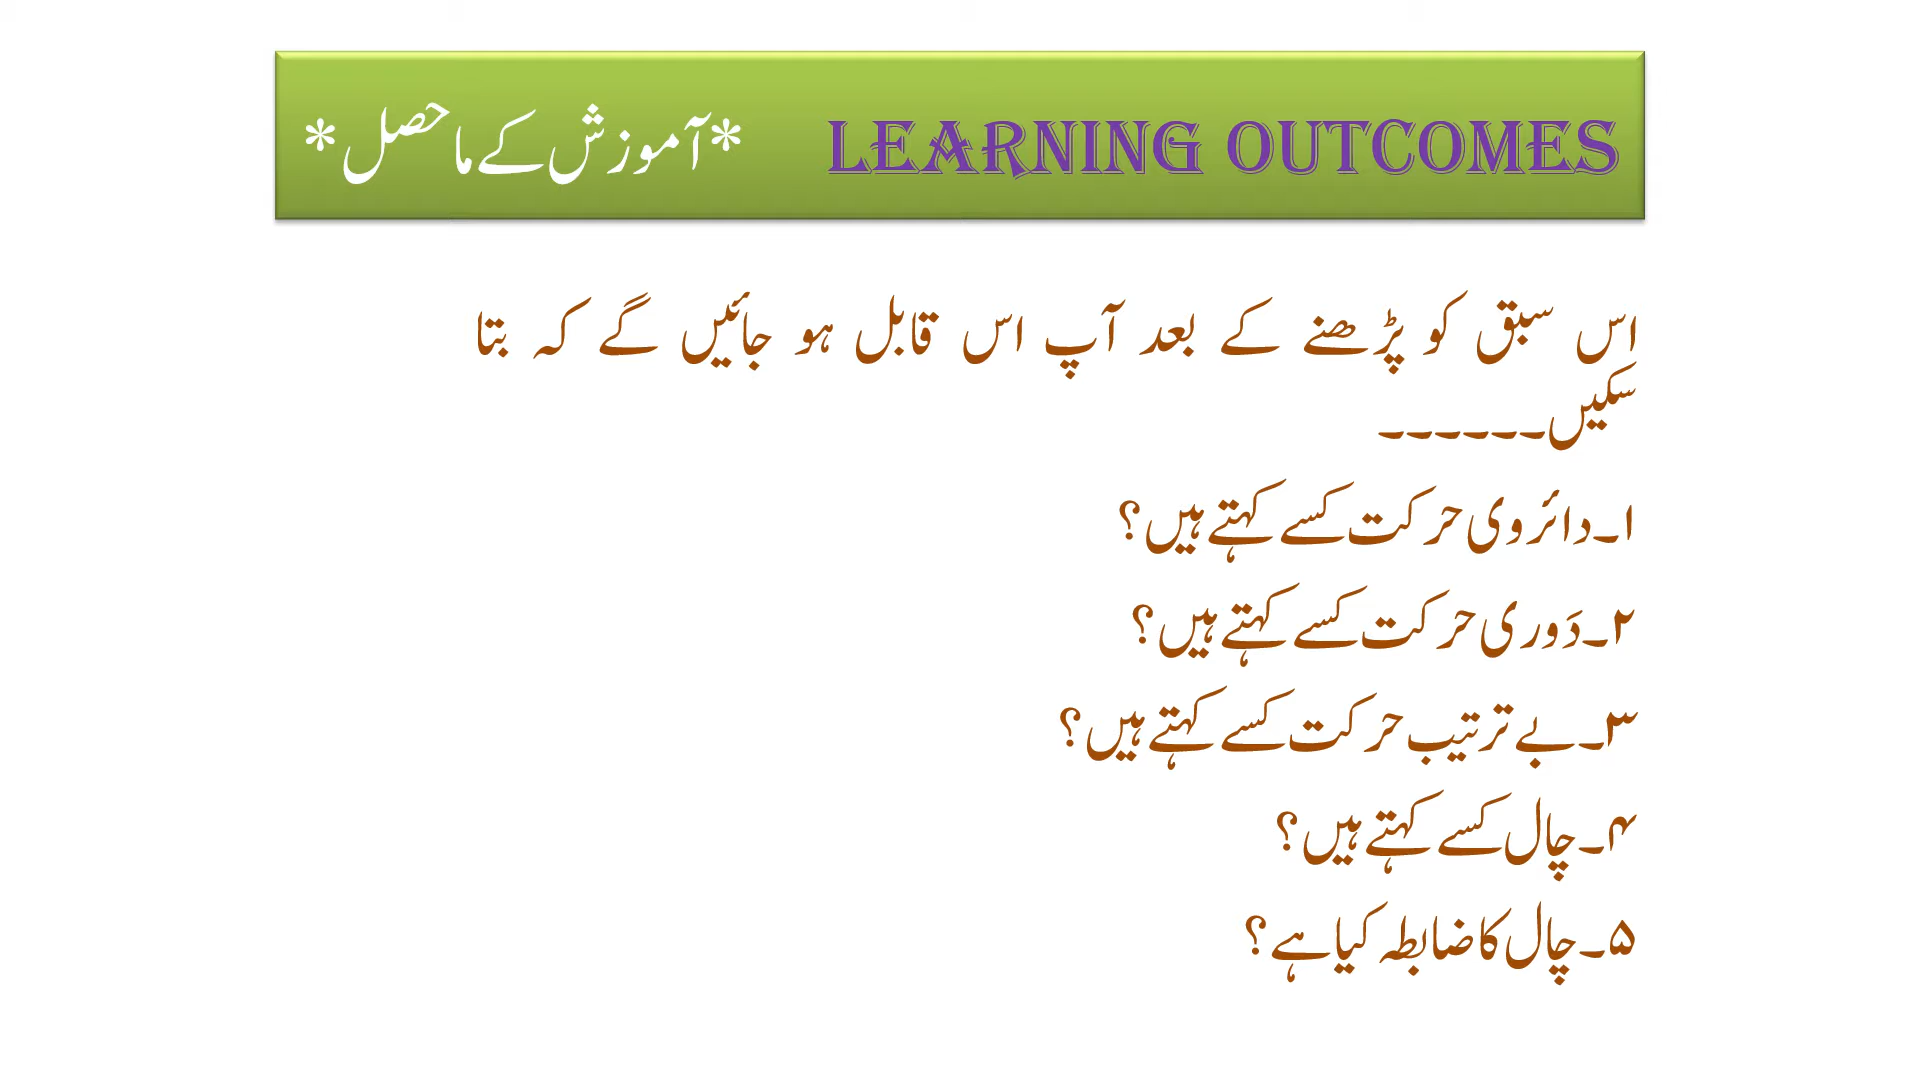 *آموزش کے ماحصل* LEARNING OUTCOMES
اِس سبق کو پڑھنے کے بعد آپ اس قابل ہو جائیں گے کہ بتا
سکیں۔۔۔۔۔۔
۱۔دائروی حرکت کسے کہتے ہیں؟
۲۔دَوری حرکت کسے کہتے ہیں؟
۳۔بے ترتیب حرکت کسے کہتے ہیں؟
۴۔چال کسے کہتے ہیں؟
۵۔چال کا ضابطہ کیا ہے؟